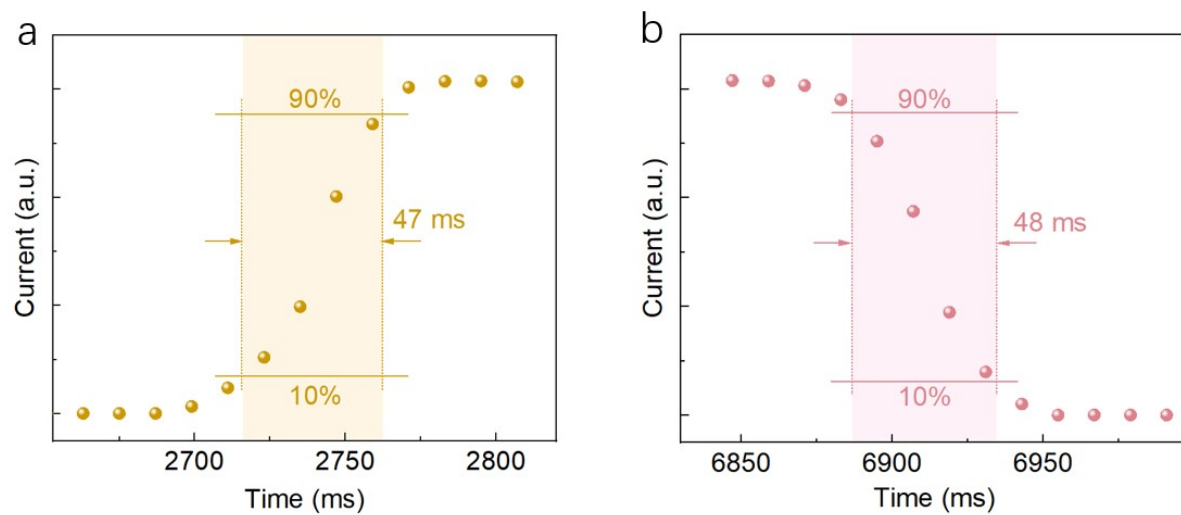 a
90%
47 ms
10%
Current (a.u.)
2700
2750
2800
Time (ms)
b
90%
48 ms
10%
Current (a.u.)
6850
6900
6950
Time (ms)